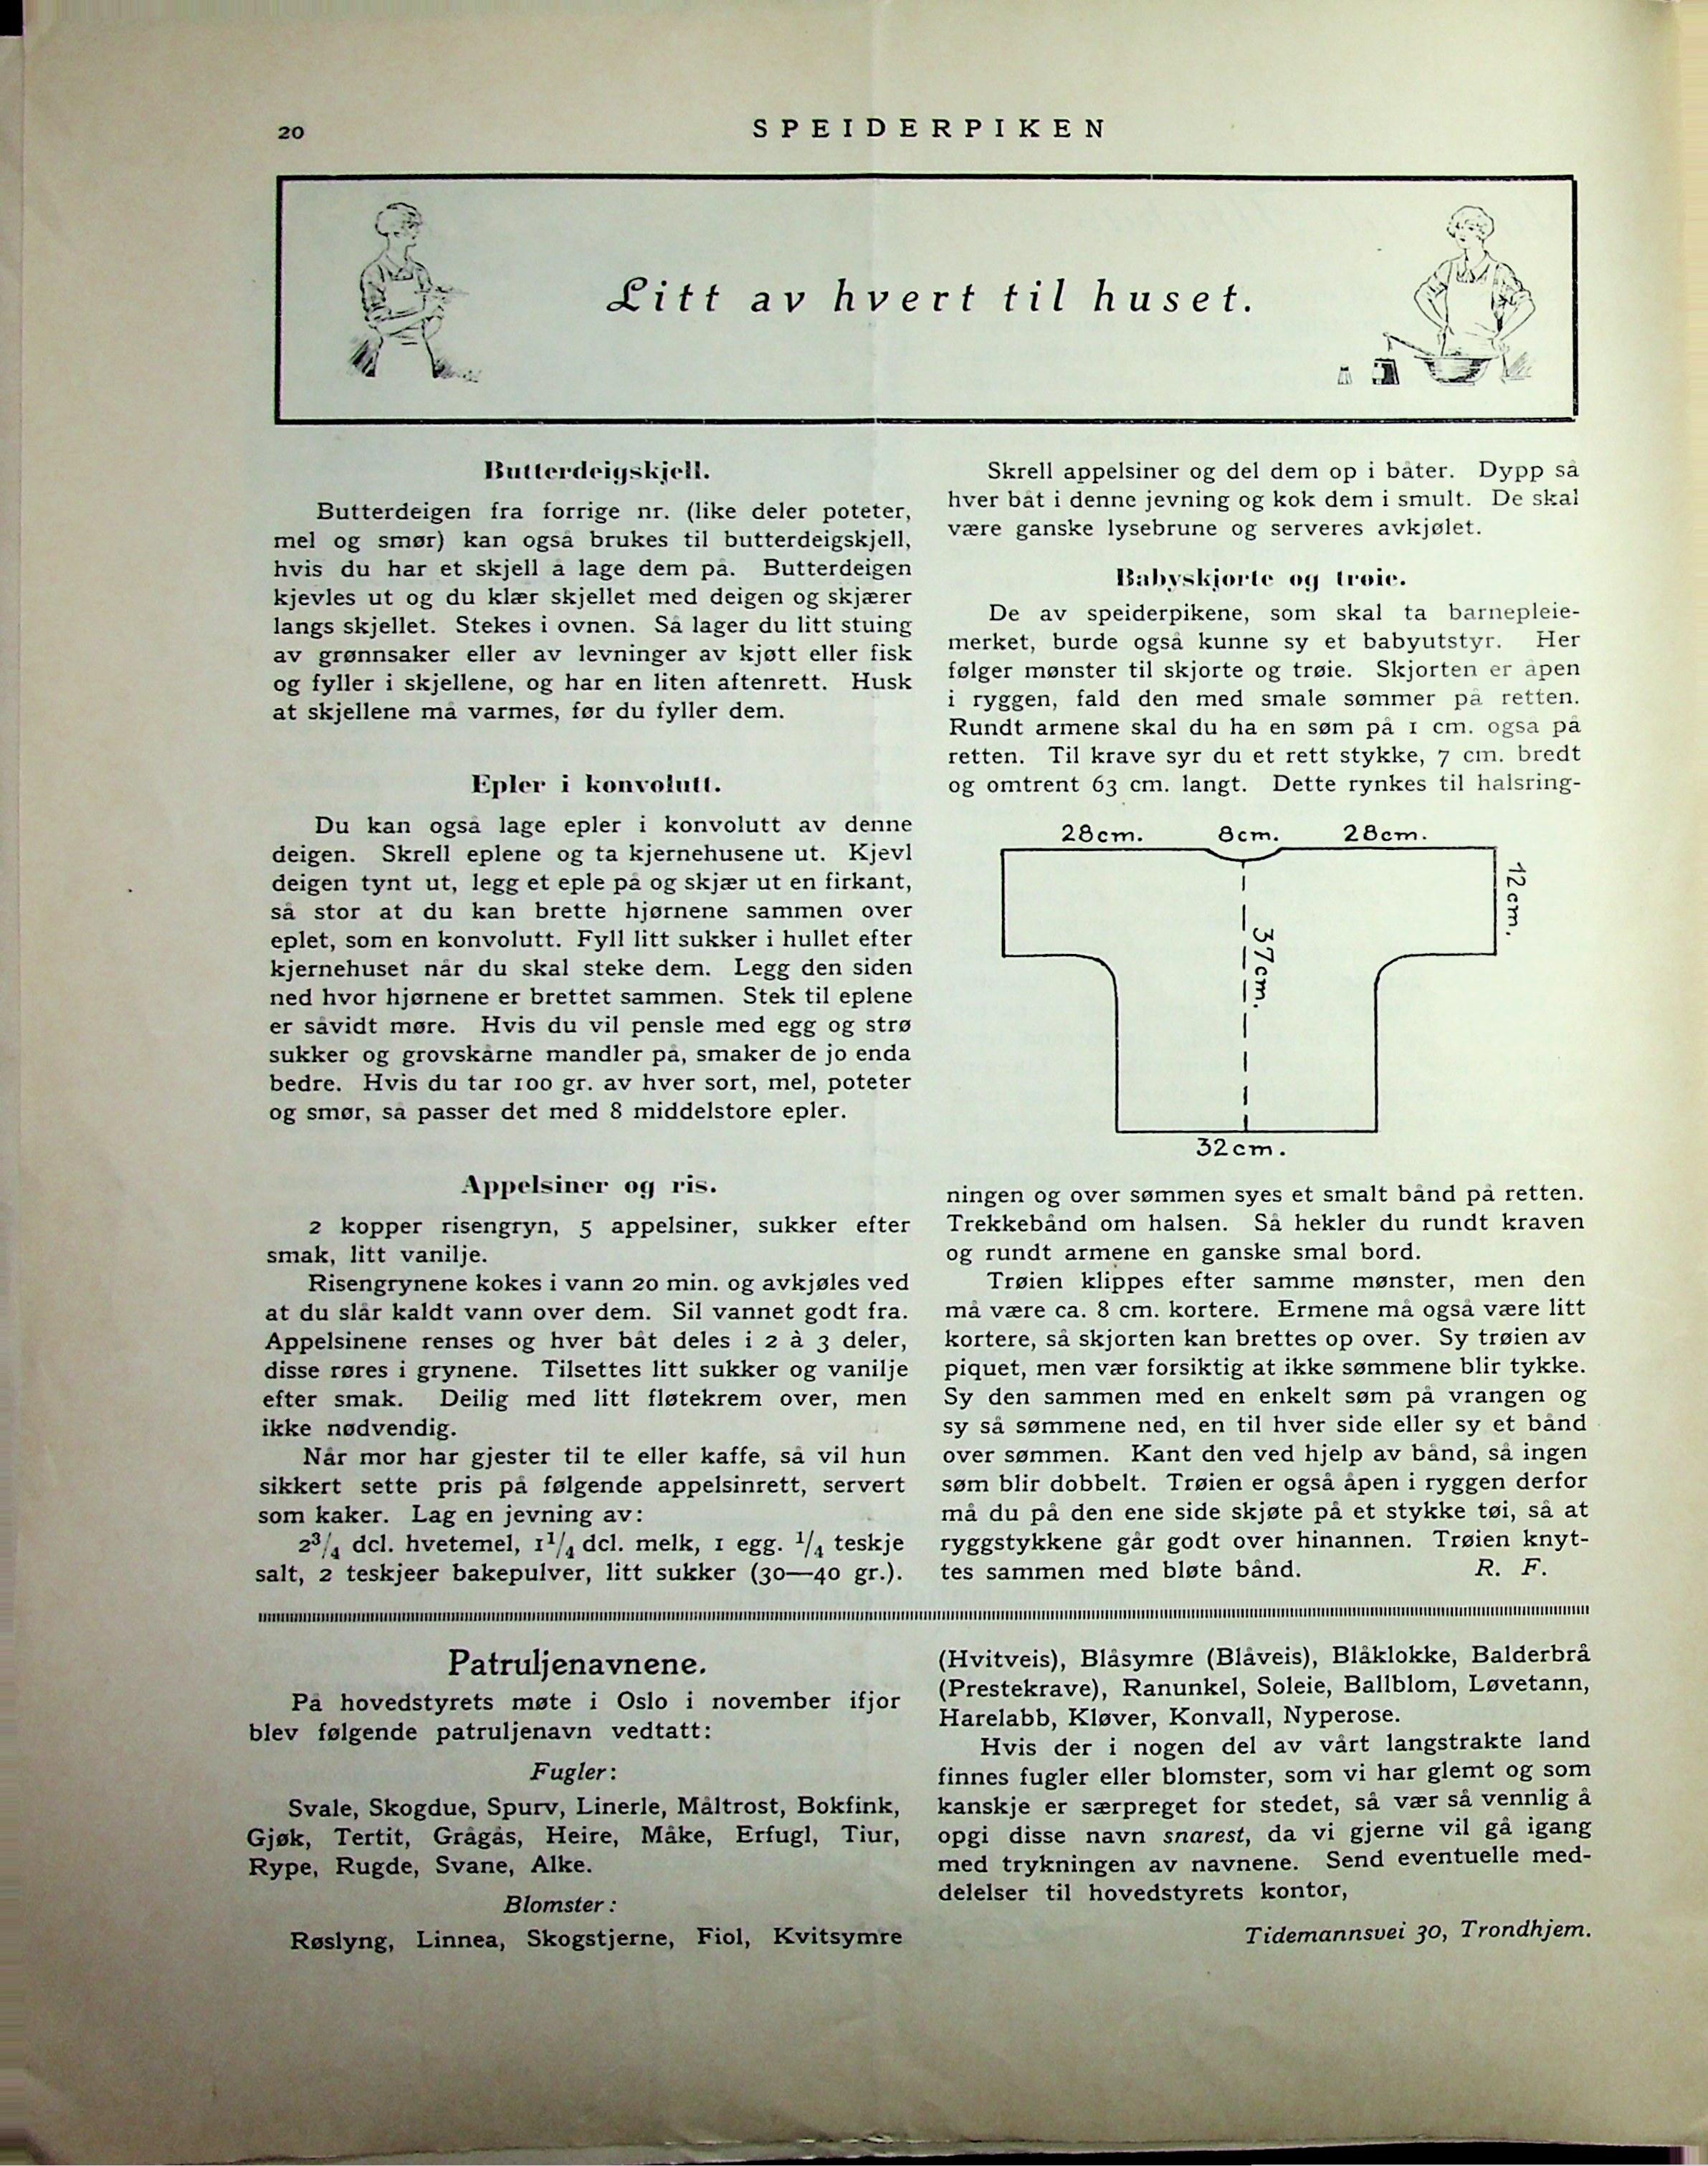 20
SPEIDERPIKEN
Litt av hvert til huset.
Butterdeigskjell.
Butterdeigen fra forrige nr. (like deler poteter,
mel og smør) kan også brukes til butterdeigskjell,
hvis du har et skjell å lage dem på. Butterdeigen
kjevles ut og du klær skjellet med deigen og skjærer
langs skjellet. Stekes i ovnen. Så lager du litt stuing
av grønnsaker eller av levninger av kjøtt eller fisk
og fyller i skjellene, og har en liten aftenrett. Husk
at skjellene må varmes, før du fyller dem.
Epler i konvolutt.
Du kan også lage epler i konvolutt av denne
deigen. Skrell eplene og ta kjernehusene ut. Kjevl
deigen tynt ut, legg et eple på og skjær ut en firkant,
så stor at du kan brette hjørnene sammen over
eplet, som en konvolutt. Fyll litt sukker i hullet efter
kjernehuset når du skal steke dem. Legg den siden
ned hvor hjørnene er brettet sammen. Stek til eplene
er såvidt møre. Hvis du vil pensle med egg og strø
sukker og grovskårne mandler på, smaker de jo enda
bedre. Hvis du tar 100 gr. av hver sort, mel, poteter
og smør, så passer det med 8 middelstore epler.
Appelsiner og ris.
2 kopper risengryn, 5 appelsiner, sukker efter
smak, litt vanilje.
Risengrynene kokes i vann 20 min. og avkjøles ved
at du slår kaldt vann over dem. Sil vannet godt fra.
Appelsinene renses og hver båt deles i 2 à 3 deler,
disse røres i grynene. Tilsettes litt sukker og vanilje
efter smak. Deilig med litt fløtekrem over, men
ikke nødvendig.
Når mor har gjester til te eller kaffe, så vil hun
sikkert sette pris på følgende appelsinrett, servert
som kaker. Lag en jevning av:
2³/₄ dcl. hvetemel, 1¹/₄ dcl. melk, 1 egg. ¹/₄ teskje
salt, 2 teskjeer bakepulver, litt sukker (30—40 gr.).
Skrell appelsiner og del dem op i båter. Dypp så
hver båt i denne jevning og kok dem i smult. De skal
være ganske lysebrune og serveres avkjølet.
Babyskjorte og trøie.
De av speiderpikene, som skal ta barnepleie-
merket, burde også kunne sy et babyutstyr. Her
følger mønster til skjorte og trøie. Skjorten er åpen
i ryggen, fald den med smale sømmer på retten.
Rundt armene skal du ha en søm på 1 cm. også på
retten. Til krave syr du et rett stykke, 7 cm. bredt
og omtrent 63 cm. langt. Dette rynkes til halsring-
28cm. 8cm. 28cm.
12cm.
37cm.
32cm.
ningen og over sømmen syes et smalt bånd på retten.
Trekkebånd om halsen. Så hekler du rundt kraven
og rundt armene en ganske smal bord.
Trøien klippes efter samme mønster, men den
må være ca. 8 cm. kortere. Ermene må også være litt
kortere, så skjorten kan brettes op over. Sy trøien av
piquet, men vær forsiktig at ikke sømmene blir tykke.
Sy den sammen med en enkelt søm på vrangen og
sy så sømmene ned, en til hver side eller sy et bånd
over sømmen. Kant den ved hjelp av bånd, så ingen
søm blir dobbelt. Trøien er også åpen i ryggen derfor
må du på den ene side skjøte på et stykke tøi, så at
ryggstykkene går godt over hinannen. Trøien knyt-
tes sammen med bløte bånd. R. F.
Patruljenavnene.
På hovedstyrets møte i Oslo i november ifjor
blev følgende patruljenavn vedtatt:
Fugler:
Svale, Skogdue, Spurv, Linerle, Måltrost, Bokfink,
Gjøk, Tertit, Grågås, Heire, Måke, Erfugl, Tiur,
Rype, Rugde, Svane, Alke.
Blomster:
Røslyng, Linnea, Skogstjerne, Fiol, Kvitsymre
(Hvitveis), Blåsymre (Blåveis), Blåklokke, Balderbrå
(Prestekrave), Ranunkel, Soleie, Ballblom, Løvetann,
Harelabb, Kløver, Konvall, Nyperose.
Hvis der i nogen del av vårt langstrakte land
finnes fugler eller blomster, som vi har glemt og som
kanskje er særpreget for stedet, så vær så vennlig å
opgi disse navn snarest, da vi gjerne vil gå igang
med trykningen av navnene. Send eventuelle med-
delelser til hovedstyrets kontor,
Tidemannsvei 30, Trondhjem.